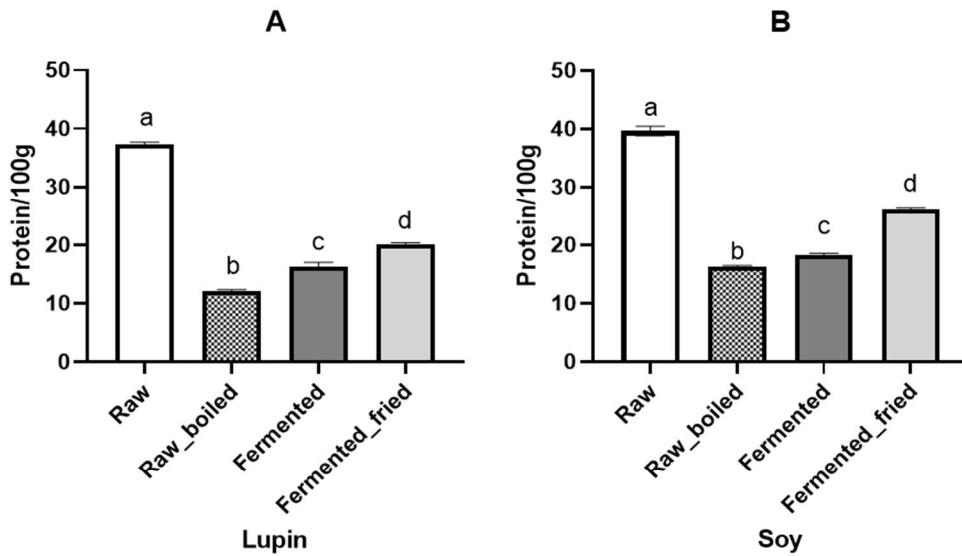 A
Protein/100g
50
40
30
20
10
0
a
b
c
d
Raw
Raw_boiled
Fermented
Fermented_fried
Lupin
B
Protein/100g
50
40
30
20
10
0
a
b
c
d
Raw
Raw_boiled
Fermented
Fermented_fried
Soy